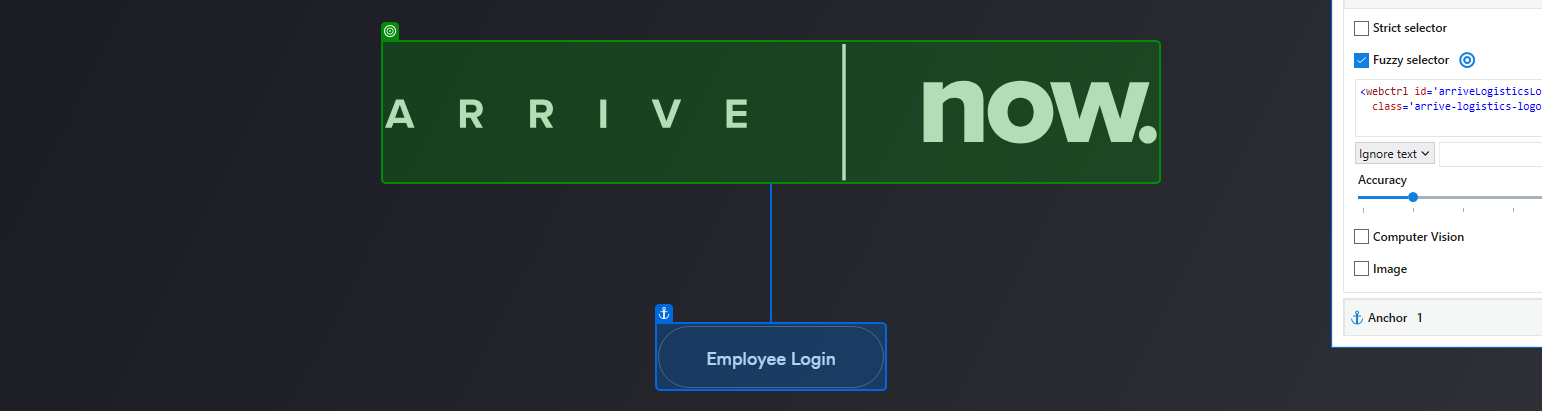 ARRIVE now.
Employee Login
Strict selector
Fuzzy selector
<webctrl id='arriveLogisticsLo
class='arrive-logistics-logo
Ignore text
Accuracy
Computer Vision
Image
Anchor 1